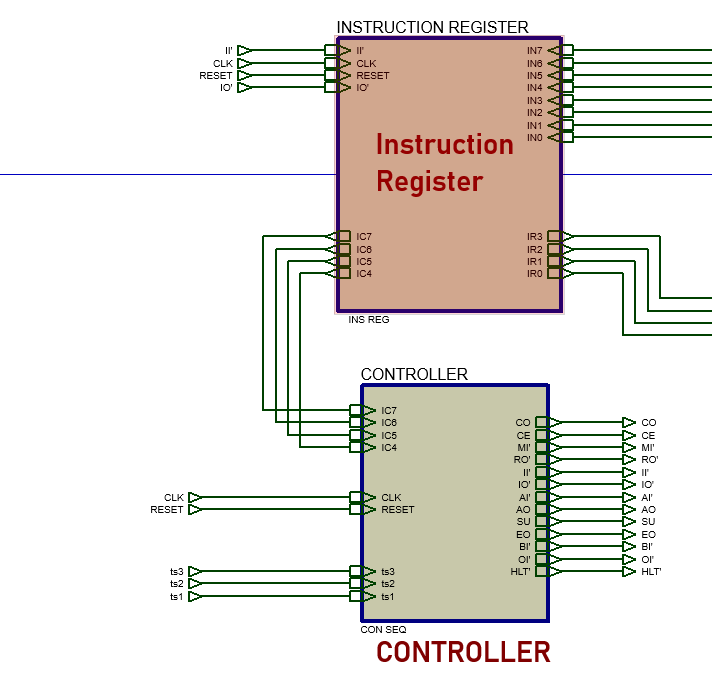 INSTRUCTION REGISTER
II' II' IN7
CLK CLK IN6
RESET RESET IN5
IO' IO' IN4
IN3
IN2
IN1
IN0
Instruction
Register
IC7 IR3
IC6 IR2
IC5 IR1
IC4 IR0
INS REG
CONTROLLER
IC7
IC6 CO CO
IC5 CE CE
IC4 MI' MI'
RO' RO'
II' II'
IO' IO'
CLK CLK AI' AI'
RESET RESET AO AO
SU SU
EO EO
BI' BI'
OI' OI'
ts3 ts3 HLT' HLT'
ts2 ts2
ts1 ts1
CON SEQ
CONTROLLER